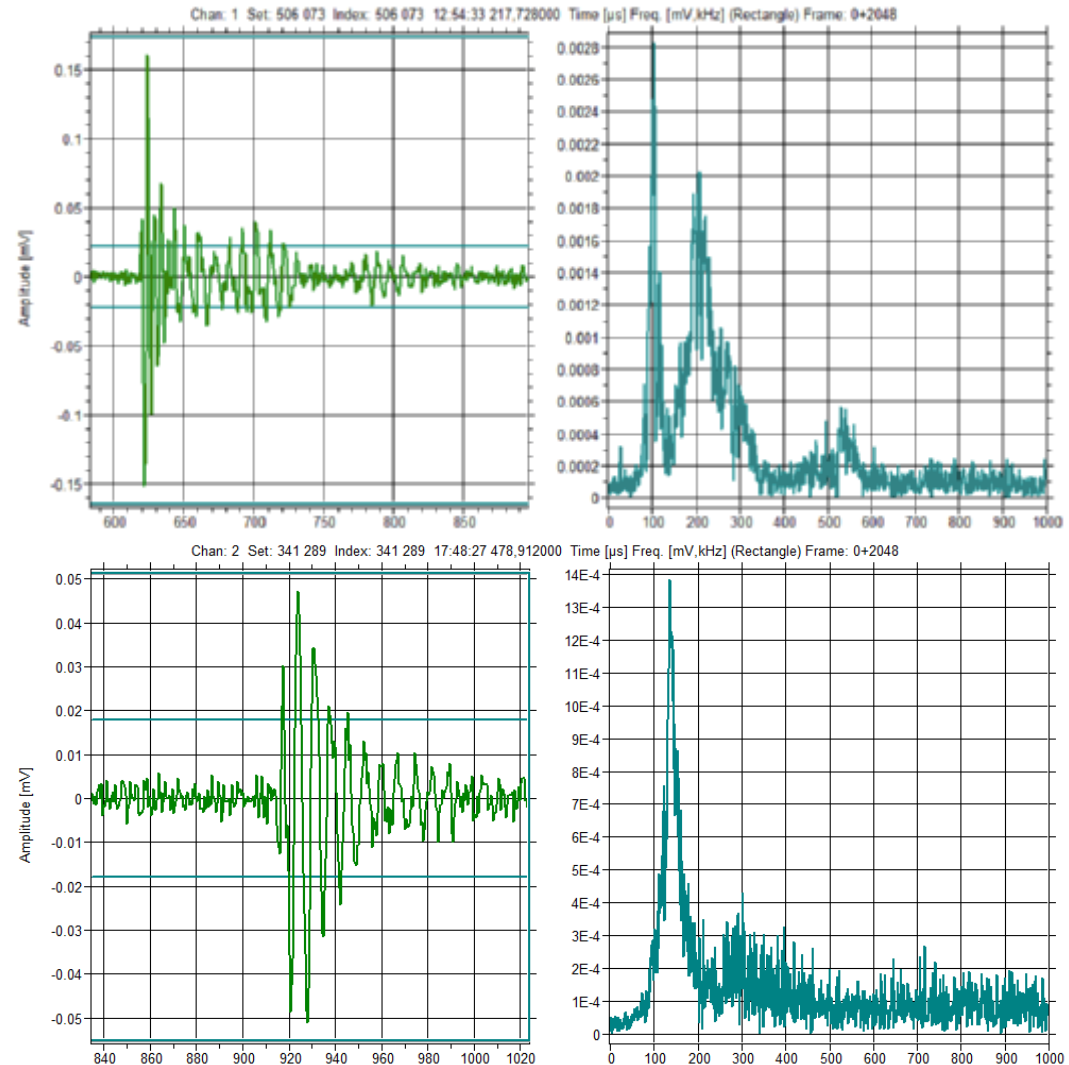 Chan: 1 Set: 506 073 Index: 506 073 12:54:33 217,728000 Time [µs] Freq. [mV,kHz] (Rectangle) Frame: 0+2048
Amplitude [mV]
0.15
0.1
0.05
0
-0.05
-0.1
-0.15
600 650 700 750 800 850
0.0028
0.0026
0.0024
0.0022
0.002
0.0018
0.0016
0.0014
0.0012
0.001
0.0008
0.0006
0.0004
0.0002
0
0 100 200 300 400 500 600 700 800 900 1000
Chan: 2 Set: 341 289 Index: 341 289 17:48:27 478,912000 Time [µs] Freq. [mV,kHz] (Rectangle) Frame: 0+2048
Amplitude [mV]
0.05
0.04
0.03
0.02
0.01
0
-0.01
-0.02
-0.03
-0.04
-0.05
840 860 880 900 920 940 960 980 1000 1020
14E-4
13E-4
12E-4
11E-4
10E-4
9E-4
8E-4
7E-4
6E-4
5E-4
4E-4
3E-4
2E-4
1E-4
0
0 100 200 300 400 500 600 700 800 900 1000